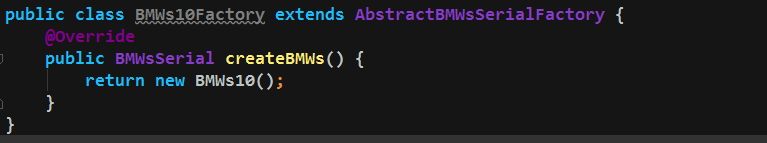 public class BMWs10Factory extends AbstractBMWsSerialFactory {
@Override
public BMWsSerial createBMWs() {
return new BMWs10();
}
}